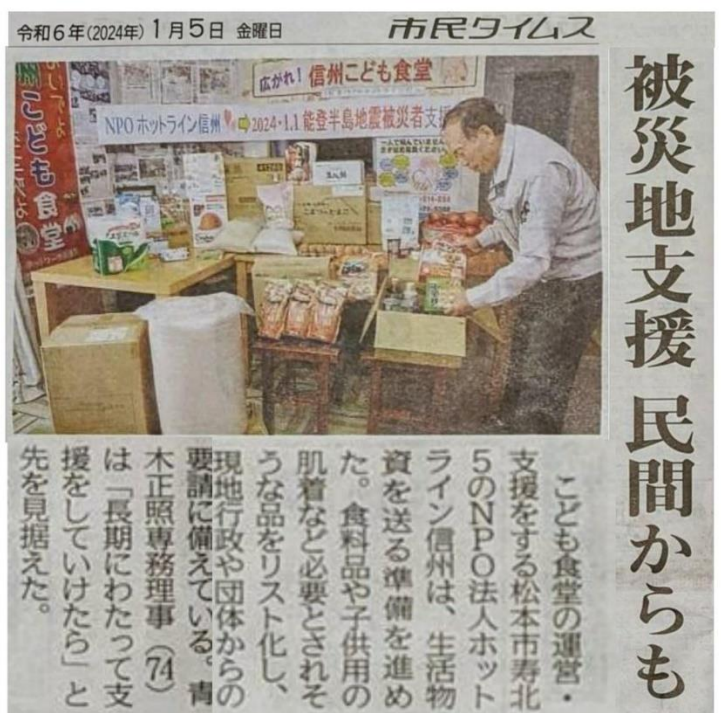 令和6年(2024年)1月5日 金曜日
市民タイムス
被災地支援 民間からも
広がれ!信州こども食堂
NPOホットライン信州
⇨2024・1.1能登半島地震被災者支援
こども食堂
こども食堂の運営・
支援をする松本市寿北
5のNPO法人ホット
ライン信州は、生活物
資を送る準備を進め
た。食料品や子供用の
肌着など必要とされそ
うな品をリスト化し、
現地行政や団体からの
要請に備えている。青
木正照専務理事(74)
は「長期にわたって支
援をしていけたら」と
先を見据えた。